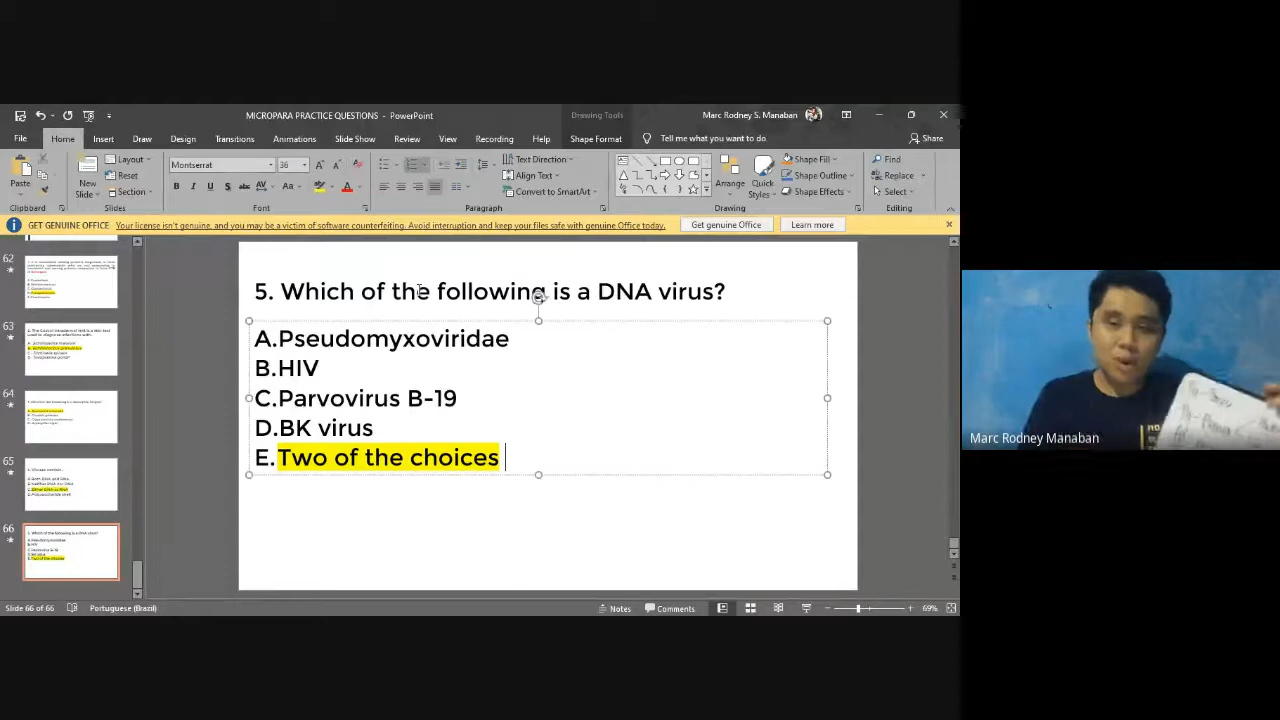 MICROPARA PRACTICE QUESTIONS - PowerPoint
Drawing Tools
Marc Rodney S. Manaban
File Home Insert Draw Design Transitions Animations Slide Show Review View Recording Help Shape Format Tell me what you want to do Share
Paste
Clipboard
New Slide
Layout
Reset
Section
Slides
Montserrat 36
B I U S abc AV Aa A
Font
Text Direction
Align Text
Convert to SmartArt
Paragraph
Arrange
Quick Styles
Shape Fill
Shape Outline
Shape Effects
Drawing
Find
Replace
Select
Editing
GET GENUINE OFFICE Your license isn't genuine, and you may be a victim of software counterfeiting. Avoid interruption and keep your files safe with genuine Office today. Get genuine Office Learn more
62
63
64
65
66
5. Which of the following is a DNA virus?
A.Pseudomyxoviridae
B.HIV
C.Parvovirus B-19
D.BK virus
E.Two of the choices
Marc Rodney Manaban
Slide 66 of 66 Portuguese (Brazil) Notes Comments 69%